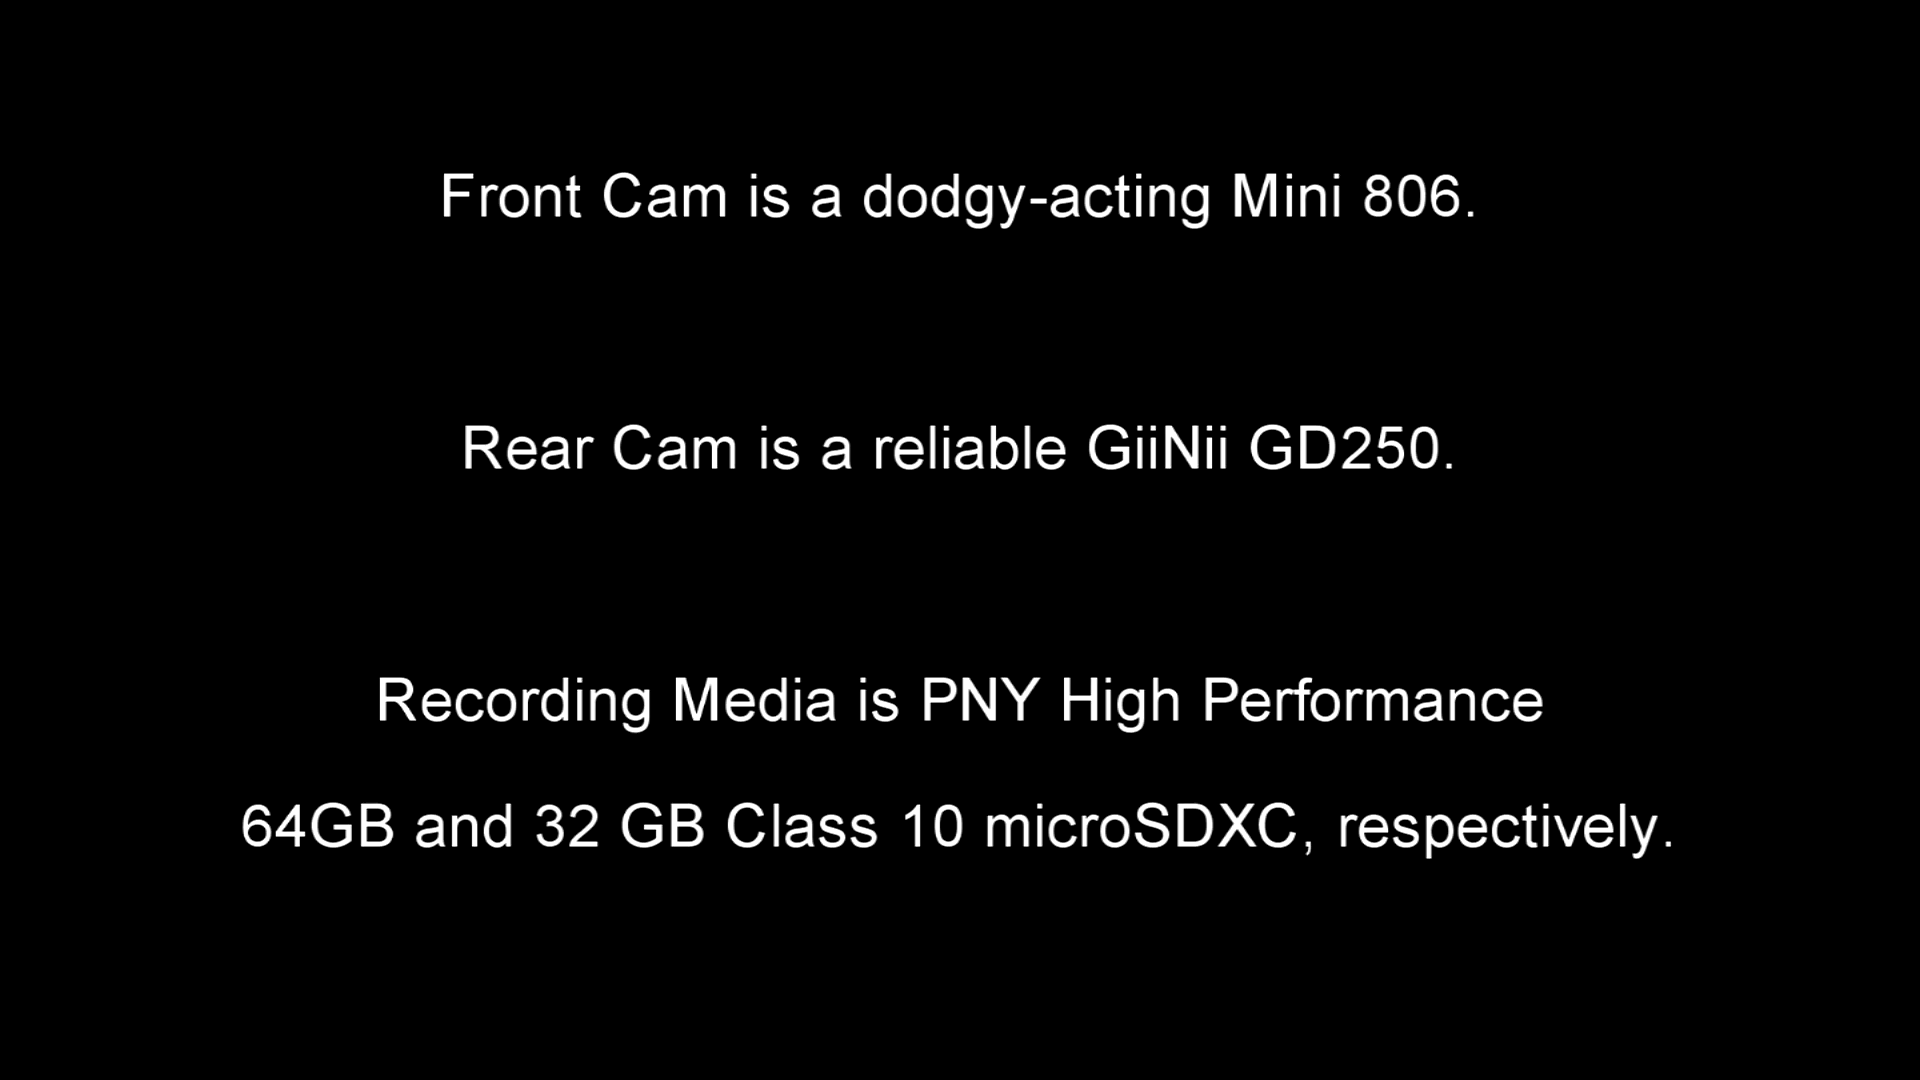 Front Cam is a dodgy-acting Mini 806.
Rear Cam is a reliable GiiNii GD250.
Recording Media is PNY High Performance
64GB and 32 GB Class 10 microSDXC, respectively.